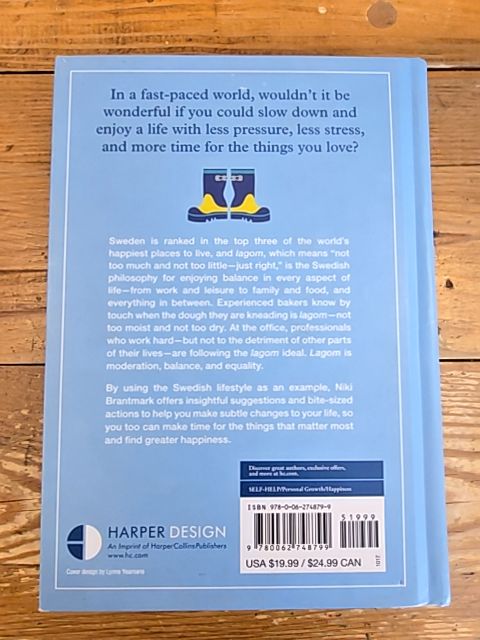 In a fast-paced world, wouldn't it be
wonderful if you could slow down and
enjoy a life with less pressure, less stress,
and more time for the things you love?
Sweden is ranked in the top three of the world's
happiest places to live, and lagom, which means "not
too much and not too little—just right," is the Swedish
philosophy for enjoying balance in every aspect of
life—from work and leisure to family and food, and
everything in between. Experienced bakers know by
touch when the dough they are kneading is lagom—not
too moist and not too dry. At the office, professionals
who work hard—but not to the detriment of other parts
of their lives—are following the lagom ideal. Lagom is
moderation, balance, and equality.
By using the Swedish lifestyle as an example, Niki
Brantmark offers insightful suggestions and bite-sized
actions to help you make subtle changes to your life, so
you too can make time for the things that matter most
and find greater happiness.
Discover great authors, exclusive offers,
and more at hc.com.
SELF-HELP/Personal Growth/Happiness
ISBN 978-0-06-274879-9
51999
9 780062 748799
USA $19.99 / $24.99 CAN
1017
HARPER DESIGN
An Imprint of HarperCollinsPublishers
www.hc.com
Cover design by Lynne Yeamans